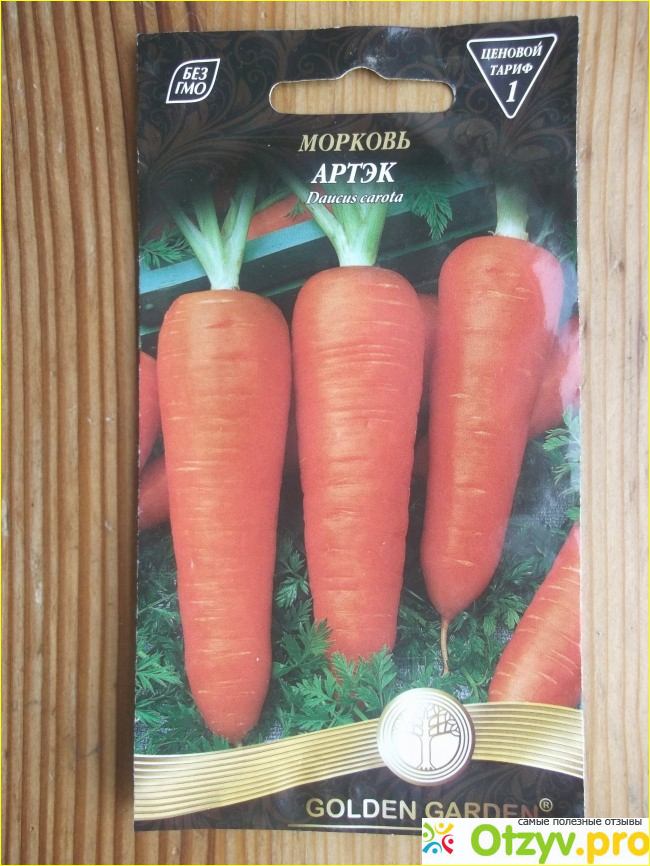 БЕЗ
ГМО
ЦЕНОВОЙ
ТАРИФ
1
МОРКОВЬ
АРТЭК
Daucus carota
GOLDEN GARDEN®
самые полезные отзывы
Otzyv.pro